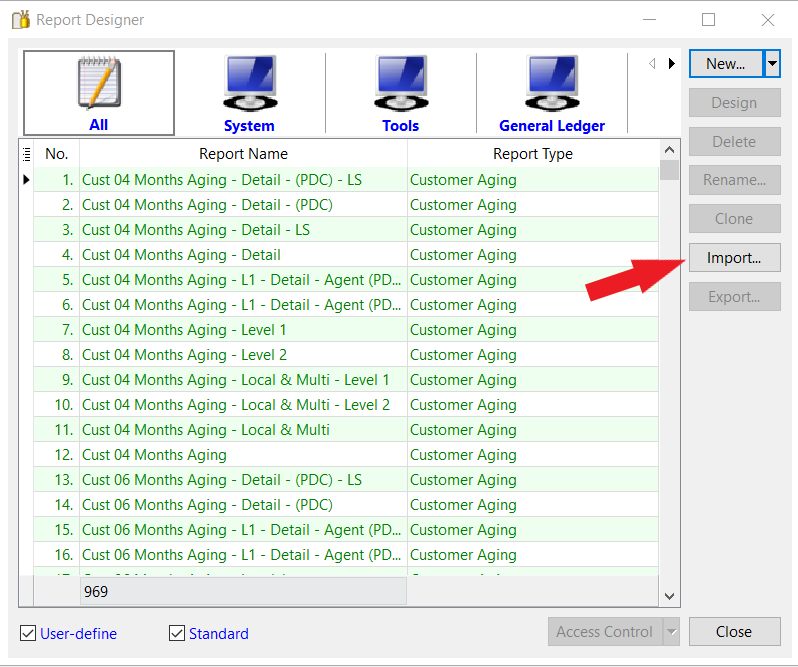 Report Designer
All
System
Tools
General Ledger
New...
Design
Delete
Rename...
Clone
Import...
Export...
No. Report Name Report Type
1. Cust 04 Months Aging - Detail - (PDC) - LS Customer Aging
2. Cust 04 Months Aging - Detail - (PDC) Customer Aging
3. Cust 04 Months Aging - Detail - LS Customer Aging
4. Cust 04 Months Aging - Detail Customer Aging
5. Cust 04 Months Aging - L1 - Detail - Agent (PD... Customer Aging
6. Cust 04 Months Aging - L1 - Detail - Agent (PD... Customer Aging
7. Cust 04 Months Aging - Level 1 Customer Aging
8. Cust 04 Months Aging - Level 2 Customer Aging
9. Cust 04 Months Aging - Local & Multi - Level 1 Customer Aging
10. Cust 04 Months Aging - Local & Multi - Level 2 Customer Aging
11. Cust 04 Months Aging - Local & Multi Customer Aging
12. Cust 04 Months Aging Customer Aging
13. Cust 06 Months Aging - Detail - (PDC) - LS Customer Aging
14. Cust 06 Months Aging - Detail - (PDC) Customer Aging
15. Cust 06 Months Aging - L1 - Detail - Agent (PD... Customer Aging
16. Cust 06 Months Aging - L1 - Detail - Agent (PD... Customer Aging
969
User-define
Standard
Access Control
Close